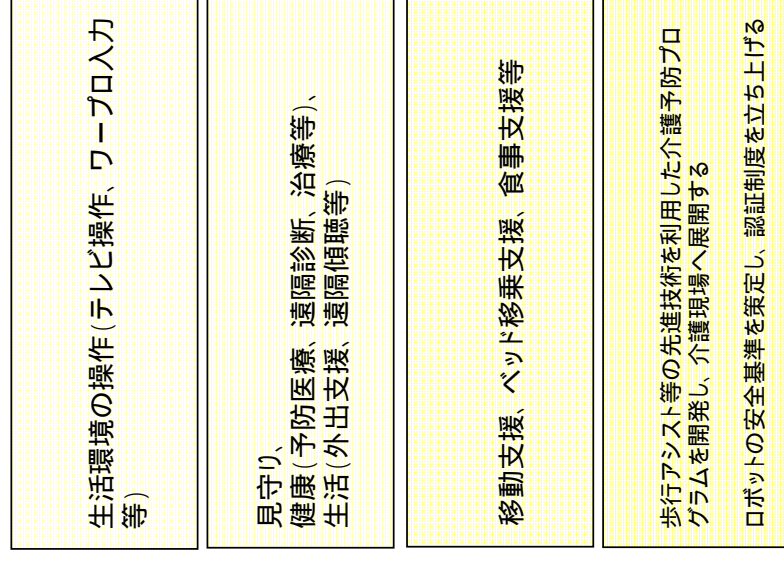 生活環境の操作(テレビ操作、ワープロ入力
等)
見守り、
健康(予防医療、遠隔診断、治療等)、
生活(外出支援、遠隔傾聴等)
移動支援、ベッド移乗支援、食事支援等
歩行アシスト等の先進技術を利用した介護予防プロ
グラムを開発し、介護現場へ展開する
ロボットの安全基準を策定し、認証制度を立ち上げる